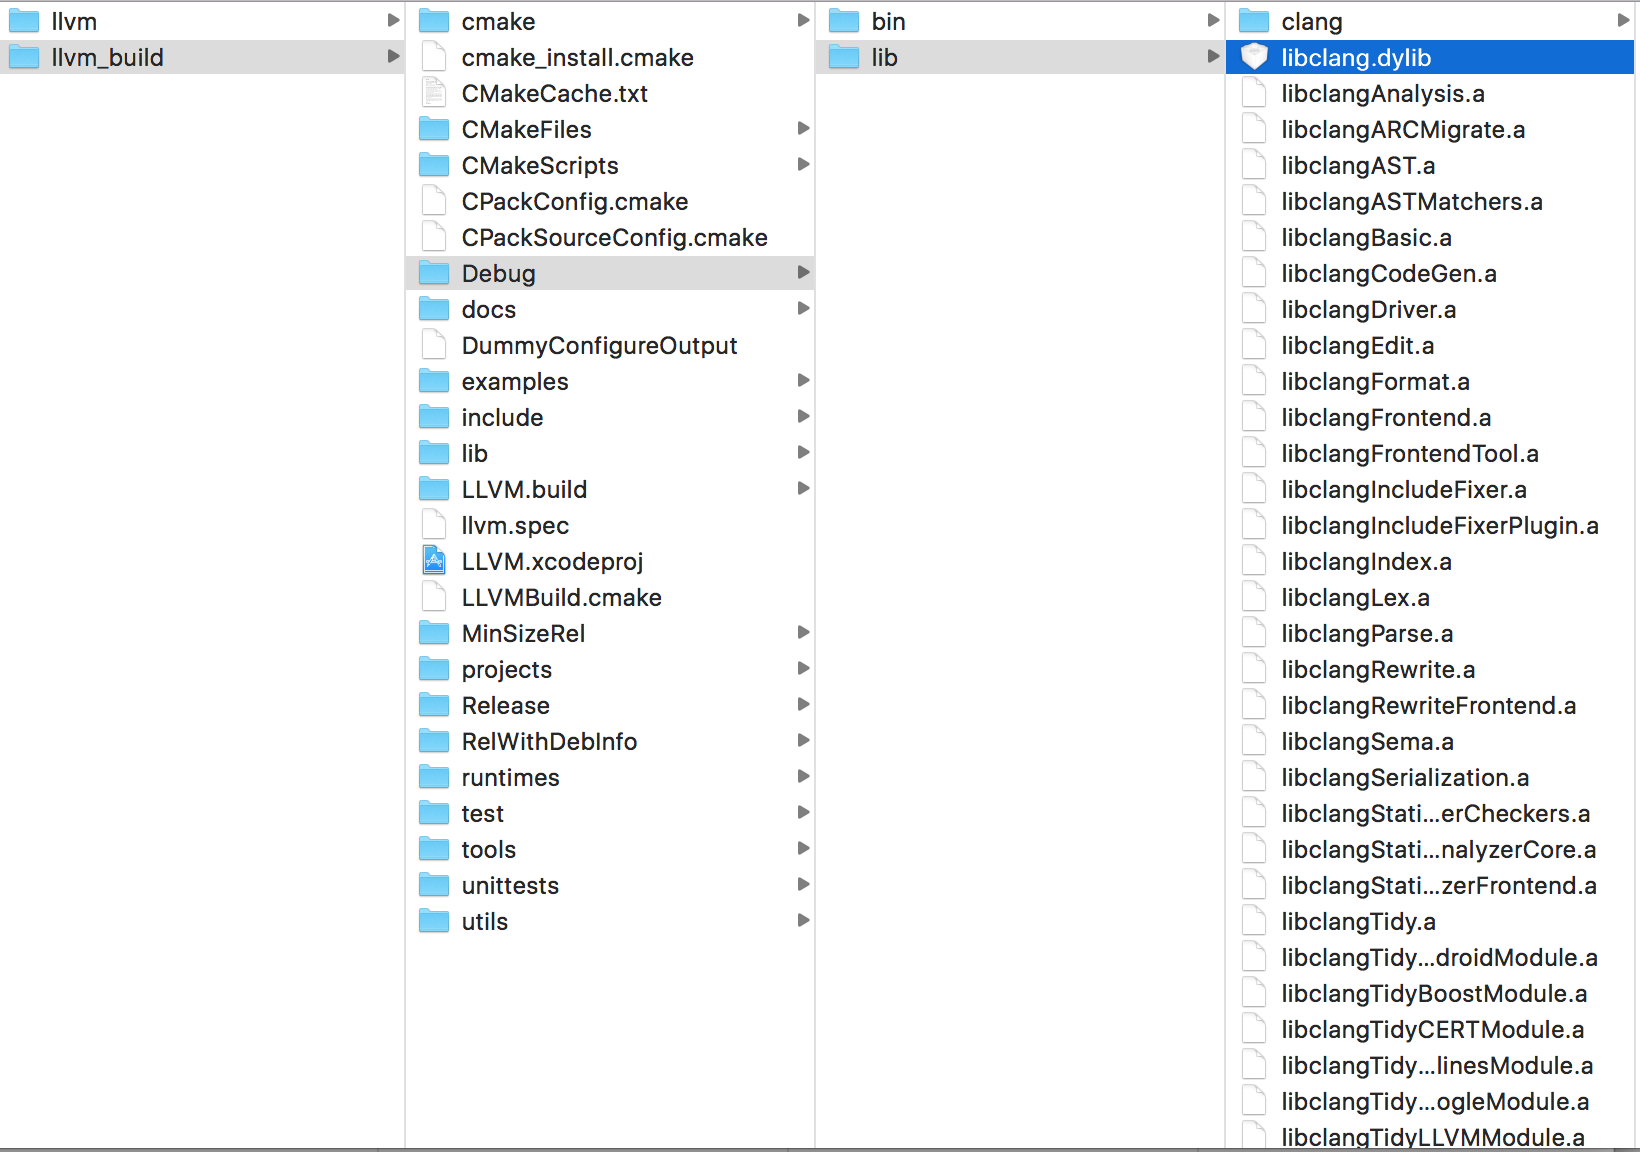 llvm
llvm_build
cmake
cmake_install.cmake
CMakeCache.txt
CMakeFiles
CMakeScripts
CPackConfig.cmake
CPackSourceConfig.cmake
Debug
docs
DummyConfigureOutput
examples
include
lib
LLVM.build
llvm.spec
LLVM.xcodeproj
LLVMBuild.cmake
MinSizeRel
projects
Release
RelWithDebInfo
runtimes
test
tools
unittests
utils
bin
lib
clang
libclang.dylib
libclangAnalysis.a
libclangARCMigrate.a
libclangAST.a
libclangASTMatchers.a
libclangBasic.a
libclangCodeGen.a
libclangDriver.a
libclangEdit.a
libclangFormat.a
libclangFrontend.a
libclangFrontendTool.a
libclangIncludeFixer.a
libclangIncludeFixerPlugin.a
libclangIndex.a
libclangLex.a
libclangParse.a
libclangRewrite.a
libclangRewriteFrontend.a
libclangSema.a
libclangSerialization.a
libclangStati...erCheckers.a
libclangStati...nalyzerCore.a
libclangStati...zerFrontend.a
libclangTidy.a
libclangTidy...droidModule.a
libclangTidyBoostModule.a
libclangTidyCERTModule.a
libclangTidy...linesModule.a
libclangTidy...ogleModule.a
libclangTidyLLVMModule.a